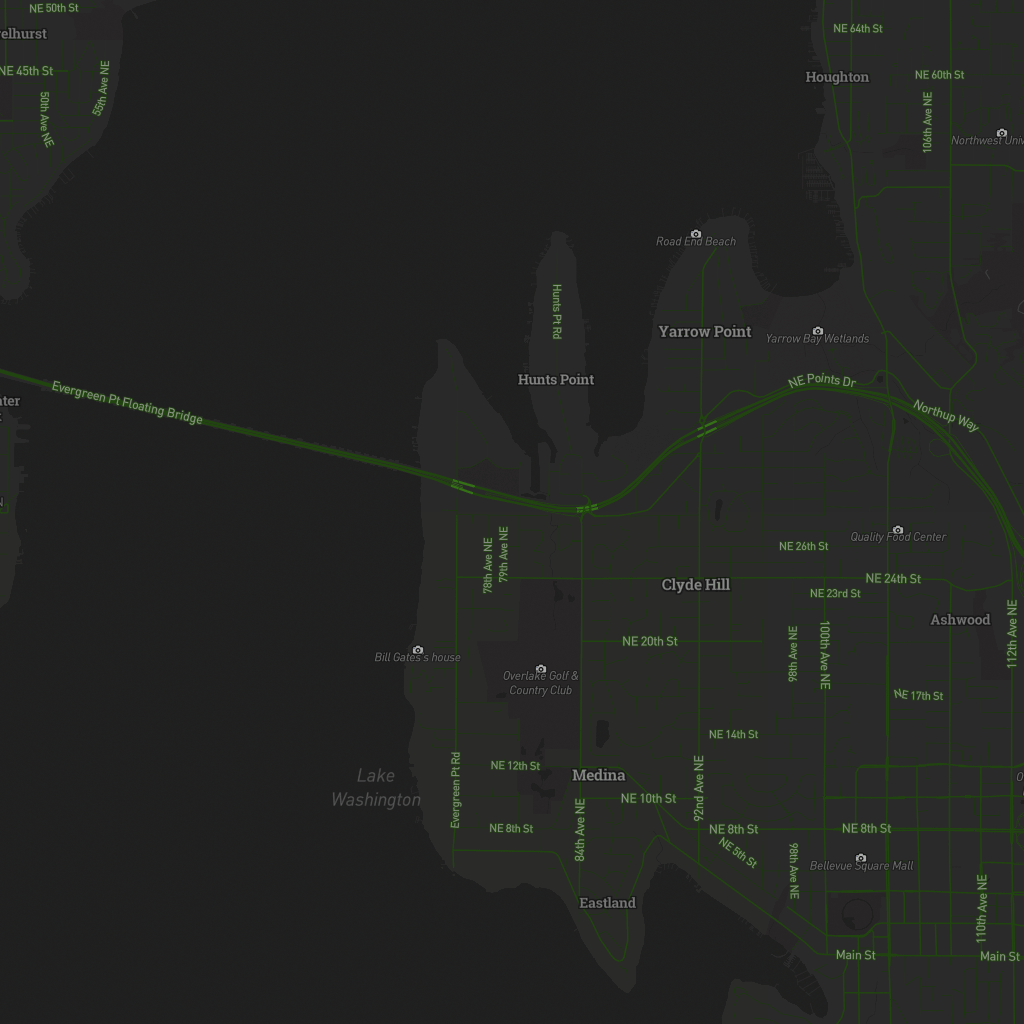 NE 50th St
NE 64th St
NE 45th St
50th Ave NE
55th Ave NE
Houghton
NE 60th St
106th Ave NE
Northwest
Road End Beach
Hunts Pt Rd
Yarrow Point
Yarrow Bay Wetlands
Hunts Point
NE Points Dr
Evergreen Pt Floating Bridge
Northup Way
78th Ave NE
79th Ave NE
NE 26th St
Quality Food Center
Clyde Hill
NE 24th St
NE 23rd St
Ashwood
112th Ave NE
NE 20th St
98th Ave NE
100th Ave NE
Bill Gates's house
Overlake Golf &
Country Club
NE 17th St
NE 14th St
Evergreen Pt Rd
NE 12th St
Medina
92nd Ave NE
Lake
Washington
NE 10th St
84th Ave NE
NE 8th St
NE 8th St
NE 8th St
NE 5th St
98th Ave NE
Bellevue Square Mall
110th Ave NE
Eastland
Main St
Main St